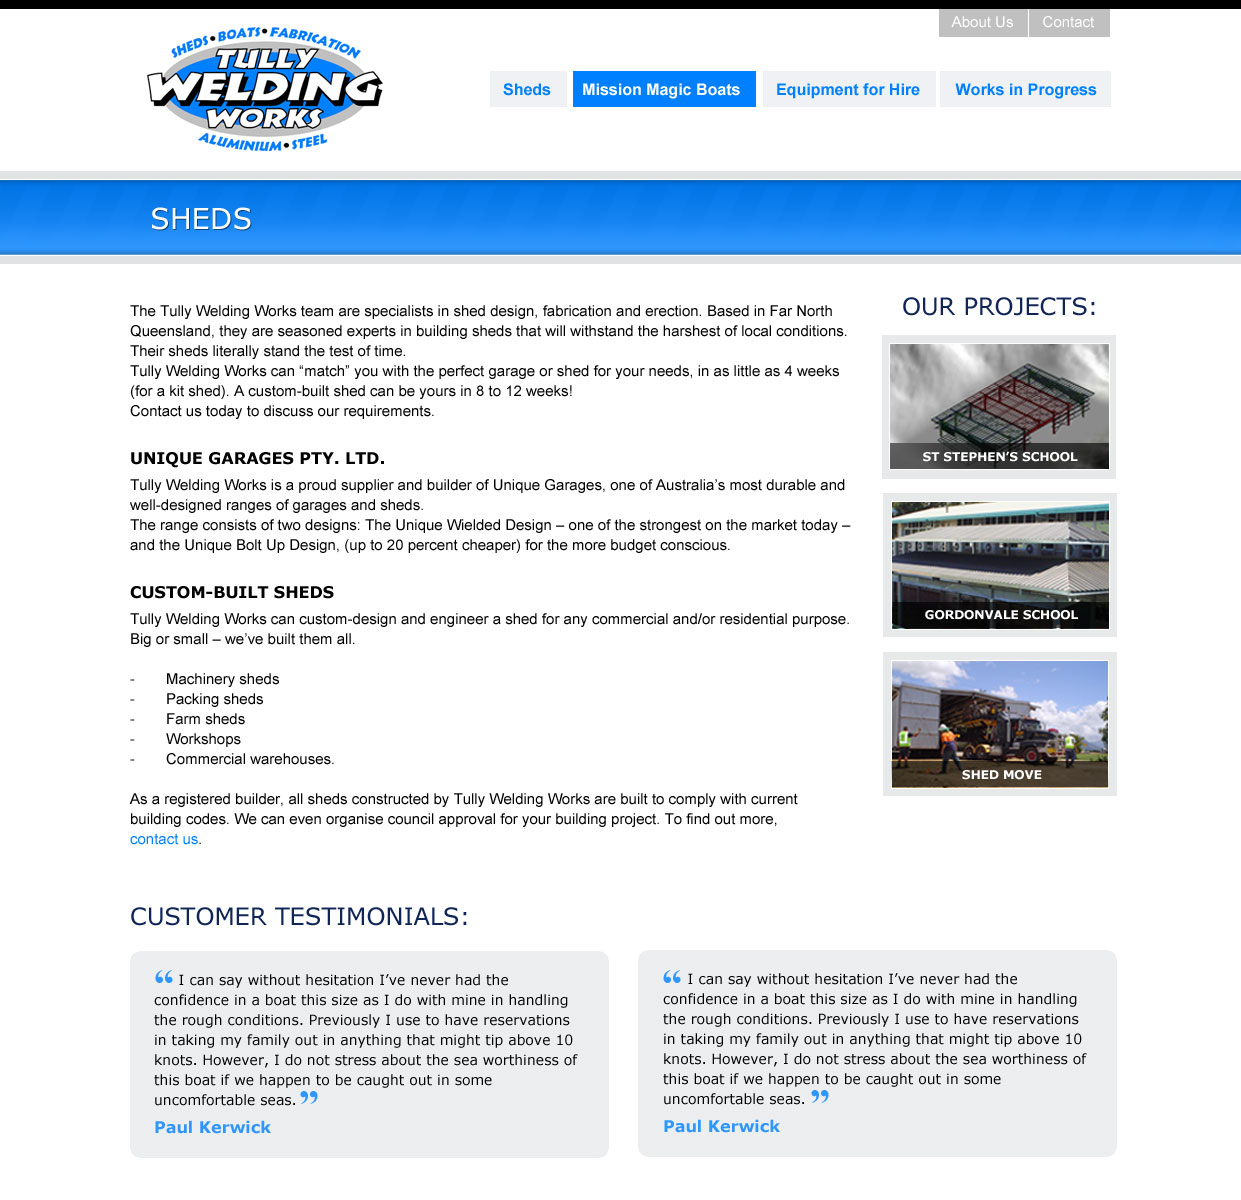 About Us
Contact
SHEDS • BOATS • FABRICATION
TULLY
WELDING
WORKS
ALUMINIUM • STEEL
Sheds
Mission Magic Boats
Equipment for Hire
Works in Progress
SHEDS
The Tully Welding Works team are specialists in shed design, fabrication and erection. Based in Far North
Queensland, they are seasoned experts in building sheds that will withstand the harshest of local conditions.
Their sheds literally stand the test of time.
Tully Welding Works can “match” you with the perfect garage or shed for your needs, in as little as 4 weeks
(for a kit shed). A custom-built shed can be yours in 8 to 12 weeks!
Contact us today to discuss our requirements.
UNIQUE GARAGES PTY. LTD.
Tully Welding Works is a proud supplier and builder of Unique Garages, one of Australia’s most durable and
well-designed ranges of garages and sheds.
The range consists of two designs: The Unique Wielded Design – one of the strongest on the market today –
and the Unique Bolt Up Design, (up to 20 percent cheaper) for the more budget conscious.
CUSTOM-BUILT SHEDS
Tully Welding Works can custom-design and engineer a shed for any commercial and/or residential purpose.
Big or small – we’ve built them all.
- Machinery sheds
- Packing sheds
- Farm sheds
- Workshops
- Commercial warehouses.
As a registered builder, all sheds constructed by Tully Welding Works are built to comply with current
building codes. We can even organise council approval for your building project. To find out more,
contact us.
OUR PROJECTS:
ST STEPHEN’S SCHOOL
GORDONVALE SCHOOL
SHED MOVE
CUSTOMER TESTIMONIALS:
“ I can say without hesitation I’ve never had the
confidence in a boat this size as I do with mine in handling
the rough conditions. Previously I use to have reservations
in taking my family out in anything that might tip above 10
knots. However, I do not stress about the sea worthiness of
this boat if we happen to be caught out in some
uncomfortable seas. ”
Paul Kerwick
“ I can say without hesitation I’ve never had the
confidence in a boat this size as I do with mine in handling
the rough conditions. Previously I use to have reservations
in taking my family out in anything that might tip above 10
knots. However, I do not stress about the sea worthiness of
this boat if we happen to be caught out in some
uncomfortable seas. ”
Paul Kerwick